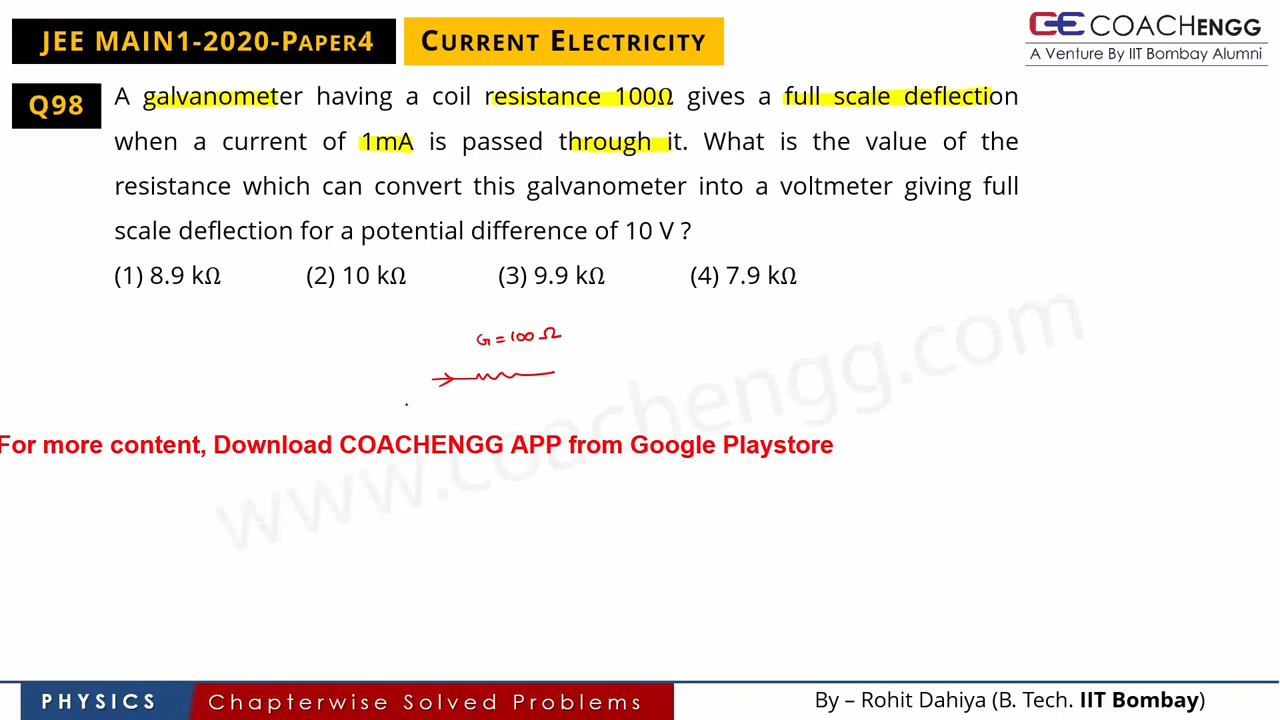 JEE MAIN1-2020-PAPER4
CURRENT ELECTRICITY
CE COACHENGG
A Venture By IIT Bombay Alumni
Q98
A galvanometer having a coil resistance 100Ω gives a full scale deflection
when a current of 1mA is passed through it. What is the value of the
resistance which can convert this galvanometer into a voltmeter giving full
scale deflection for a potential difference of 10 V ?
(1) 8.9 kΩ (2) 10 kΩ (3) 9.9 kΩ (4) 7.9 kΩ
G = 100 Ω
www.coachengg.com
For more content, Download COACHENGG APP from Google Playstore
PHYSICS
Chapterwise Solved Problems
By – Rohit Dahiya (B. Tech. IIT Bombay)